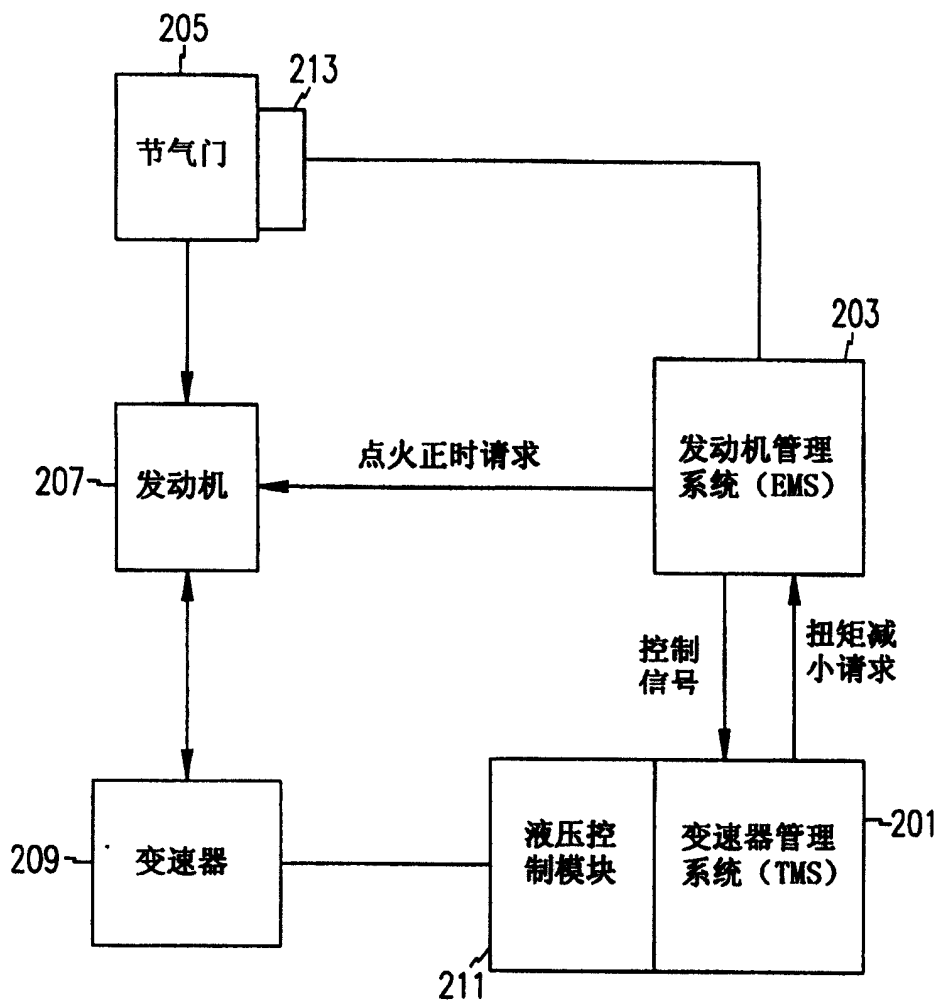 205
213
节气门
203
发动机管理
系统（EMS）
点火正时请求
207
发动机
控制
信号
扭矩减
小请求
209
变速器
液压控
制模块
变速器管理
系统（TMS）
201
211